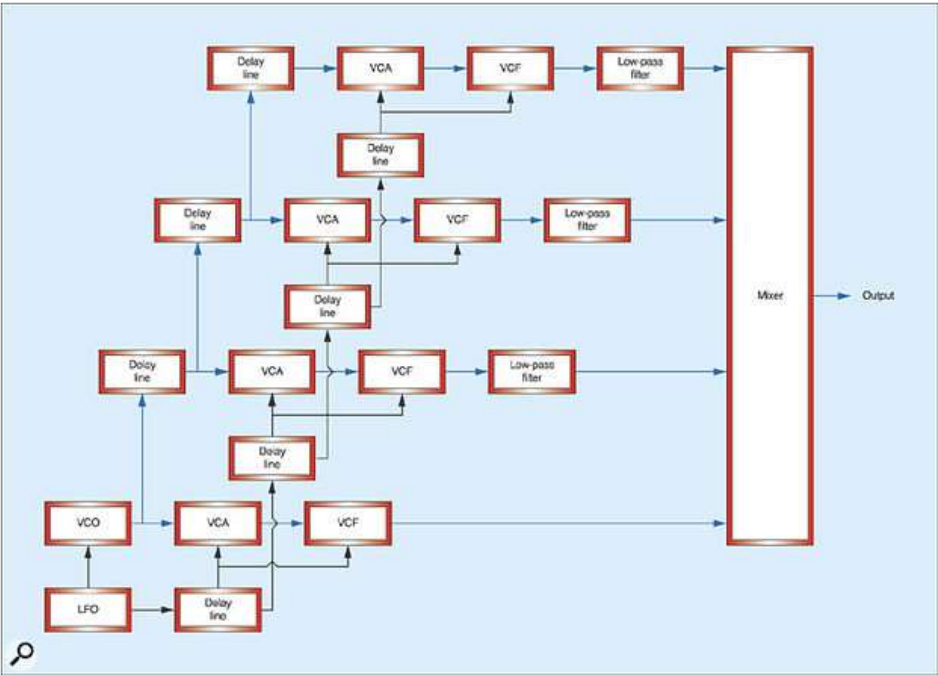 Delay
line
VCA
VCF
Low-pass
filter
Delay
line
Delay
line
VCA
VCF
Low-pass
filter
Delay
line
Mixer
Output
Delay
line
VCA
VCF
Low-pass
filter
Delay
line
VCO
VCA
VCF
LFO
Delay
line